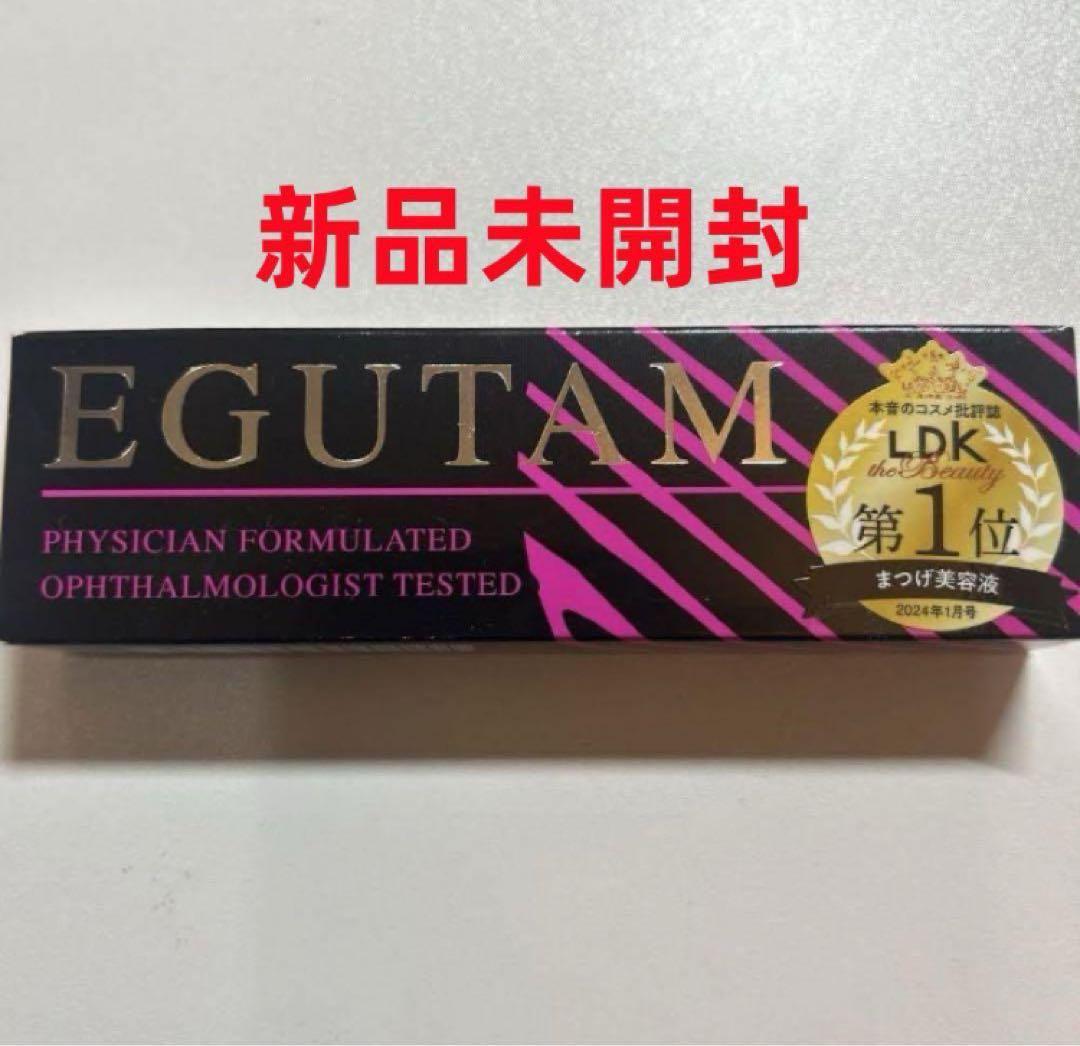 新品未開封
EGUTAM
PHYSICIAN FORMULATED
OPHTHALMOLOGIST TESTED
本音のコスメ批評誌
LDK
the Beauty
第1位
まつげ美容液
2024年1月号